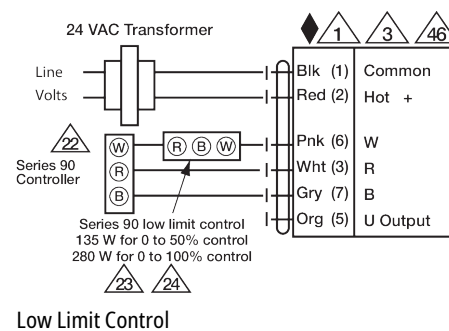 24 VAC Transformer
1 3 46
Line
Volts
Blk (1) Common
Red (2) Hot +
22
Series 90
Controller
W
R
B
R B W
Pnk (6) W
Wht (3) R
Gry (7) B
Org (5) U Output
Series 90 low limit control
135 W for 0 to 50% control
280 W for 0 to 100% control
23 24
Low Limit Control